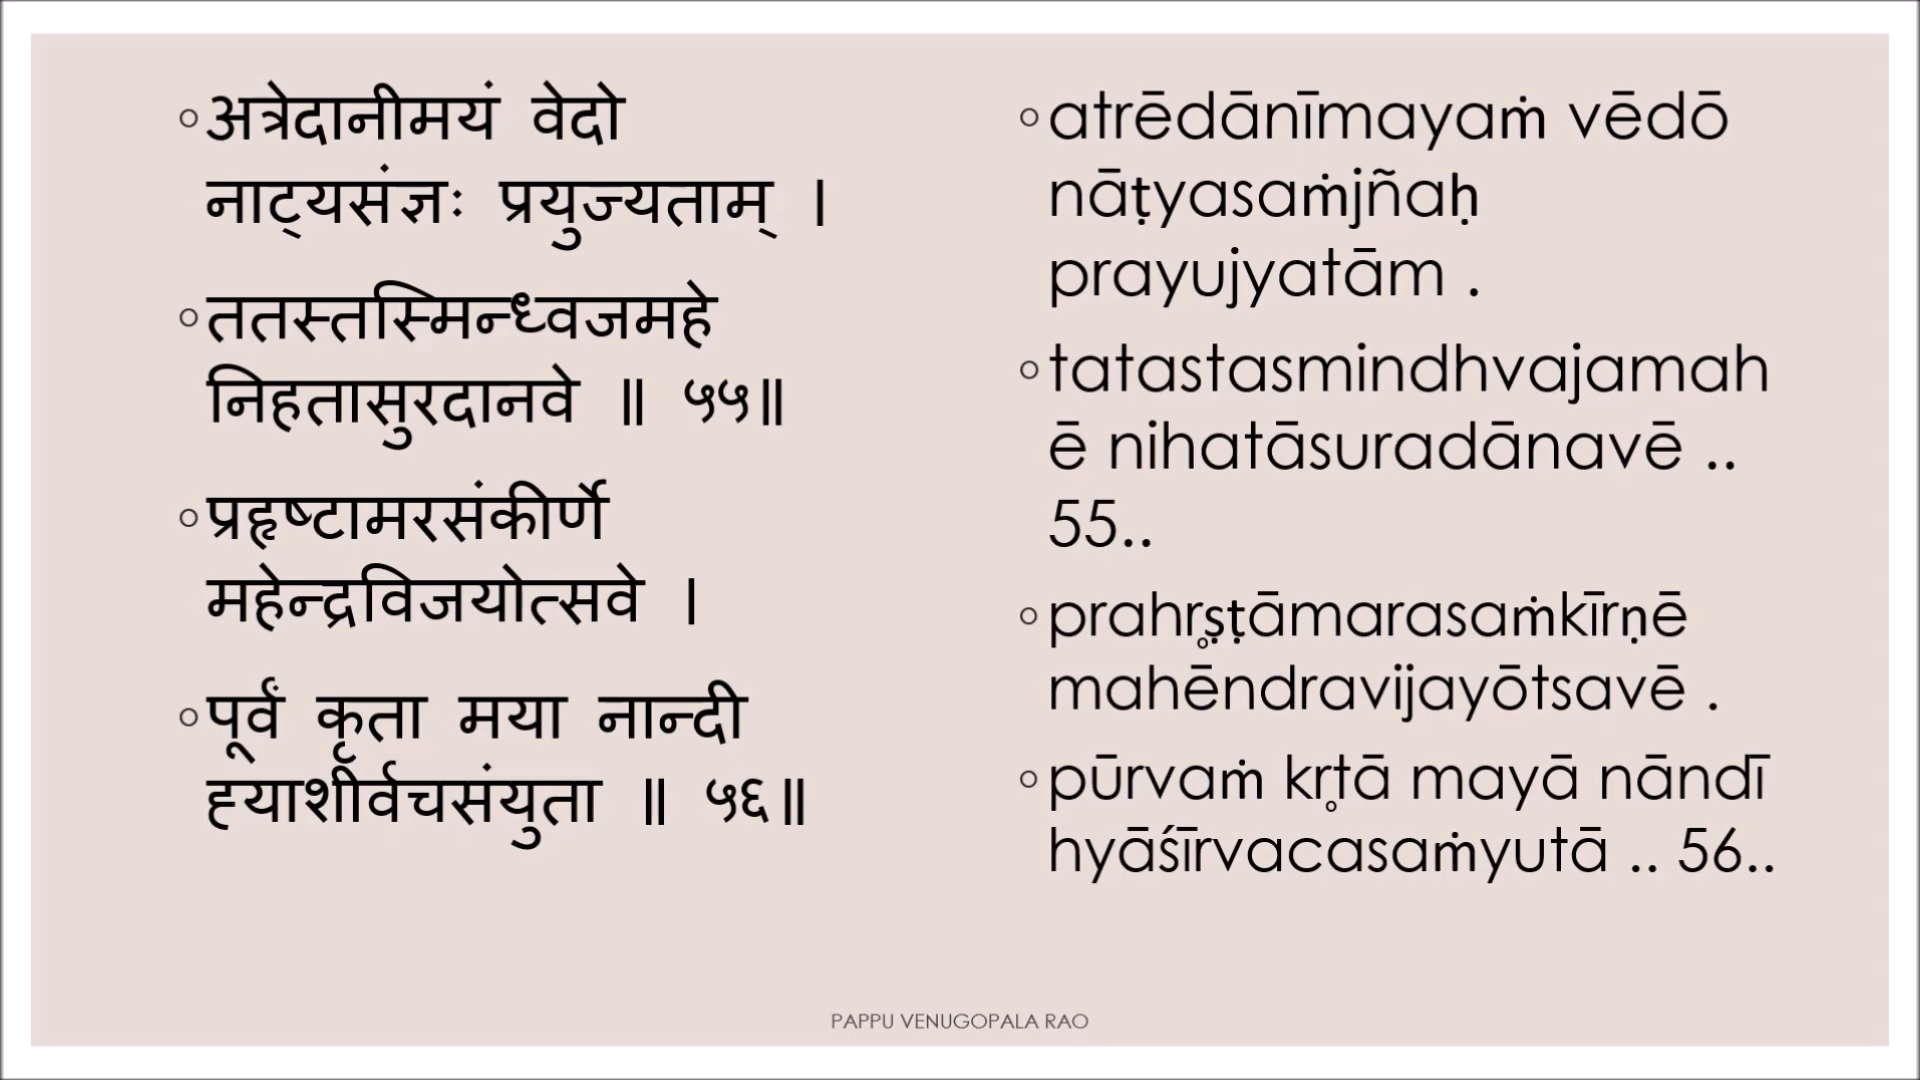 ◦अत्रेदानीमयं वेदो
नाट्यसंज्ञः प्रयुज्यताम् ।
◦ततस्तस्मिन्ध्वजमहे
निहतासुरदानवे ॥ ५५॥
◦प्रहृष्टामरसंकीर्णे
महेन्द्रविजयोत्सवे ।
◦पूर्वं कृता मया नान्दी
ह्याशीर्वचसंयुता ॥ ५६॥
◦atrēdānīmayaṁ vēdō
nāṭyasaṁjñaḥ
prayujyatām .
◦tatastasmindhvajamah
ē nihatāsuradānavē ..
55..
◦prahr̥ṣṭāmarasaṁkīrṇē
mahēndravijayōtsavē .
◦pūrvaṁ kr̥tā mayā nāndī
hyāśīrvacasaṁyutā .. 56..
PAPPU VENUGOPALA RAO